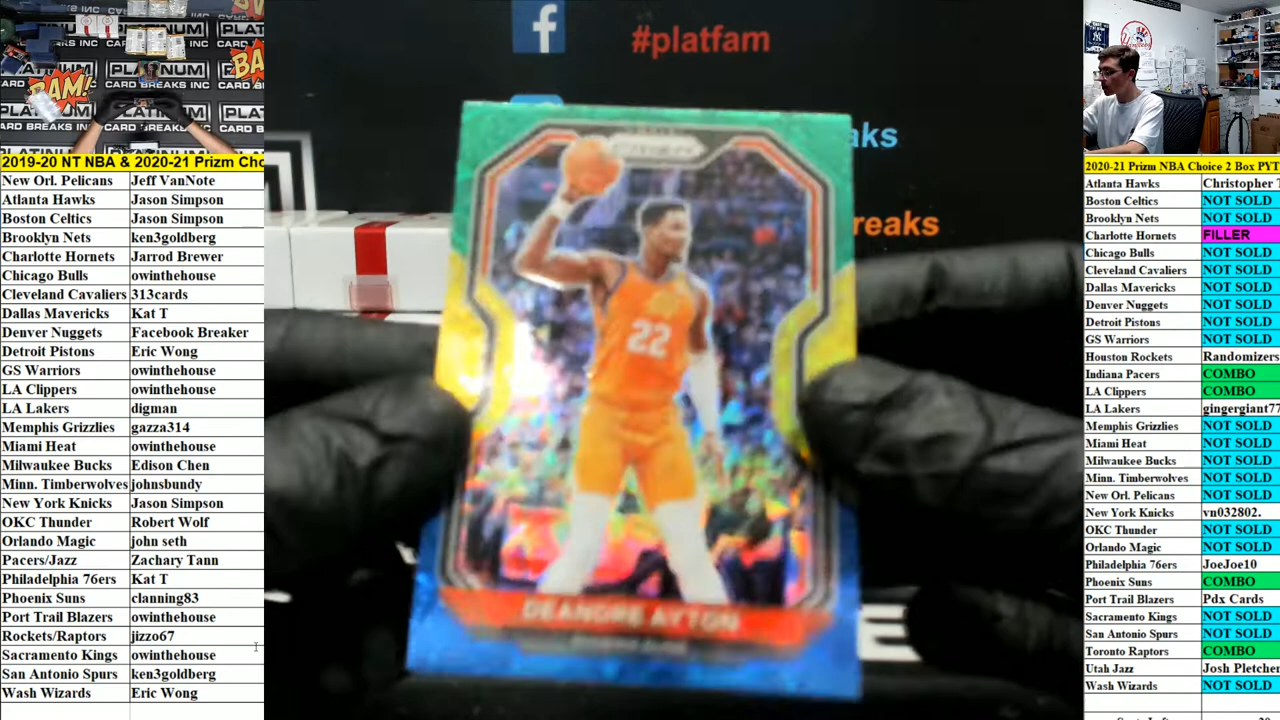 PLATINUM
CARD BREAKS INC
BAM!
#platfam
aks
reaks
22
DEANDRE AYTON
2019-20 NT NBA & 2020-21 Prizm Cho
New Orl. Pelicans Jeff VanNote
Atlanta Hawks Jason Simpson
Boston Celtics Jason Simpson
Brooklyn Nets ken3goldberg
Charlotte Hornets Jarrod Brewer
Chicago Bulls owinthehouse
Cleveland Cavaliers 313cards
Dallas Mavericks Kat T
Denver Nuggets Facebook Breaker
Detroit Pistons Eric Wong
GS Warriors owinthehouse
LA Clippers owinthehouse
LA Lakers digman
Memphis Grizzlies gazza314
Miami Heat owinthehouse
Milwaukee Bucks Edison Chen
Minn. Timberwolves johnsbundy
New York Knicks Jason Simpson
OKC Thunder Robert Wolf
Orlando Magic john seth
Pacers/Jazz Zachary Tann
Philadelphia 76ers Kat T
Phoenix Suns clanning83
Port Trail Blazers owinthehouse
Rockets/Raptors jizzo67
Sacramento Kings owinthehouse
San Antonio Spurs ken3goldberg
Wash Wizards Eric Wong
2020-21 Prizm NBA Choice 2 Box PYT
Atlanta Hawks Christopher T
Boston Celtics NOT SOLD
Brooklyn Nets NOT SOLD
Charlotte Hornets FILLER
Chicago Bulls NOT SOLD
Cleveland Cavaliers NOT SOLD
Dallas Mavericks NOT SOLD
Denver Nuggets NOT SOLD
Detroit Pistons NOT SOLD
GS Warriors NOT SOLD
Houston Rockets Randomizers
Indiana Pacers COMBO
LA Clippers COMBO
LA Lakers gingergiant77
Memphis Grizzlies NOT SOLD
Miami Heat NOT SOLD
Milwaukee Bucks NOT SOLD
Minn. Timberwolves NOT SOLD
New Orl. Pelicans NOT SOLD
New York Knicks vn032802.
OKC Thunder NOT SOLD
Orlando Magic NOT SOLD
Philadelphia 76ers JoeJoe10
Phoenix Suns COMBO
Port Trail Blazers Pdx Cards
Sacramento Kings NOT SOLD
San Antonio Spurs NOT SOLD
Toronto Raptors COMBO
Utah Jazz Josh Pletcher
Wash Wizards NOT SOLD